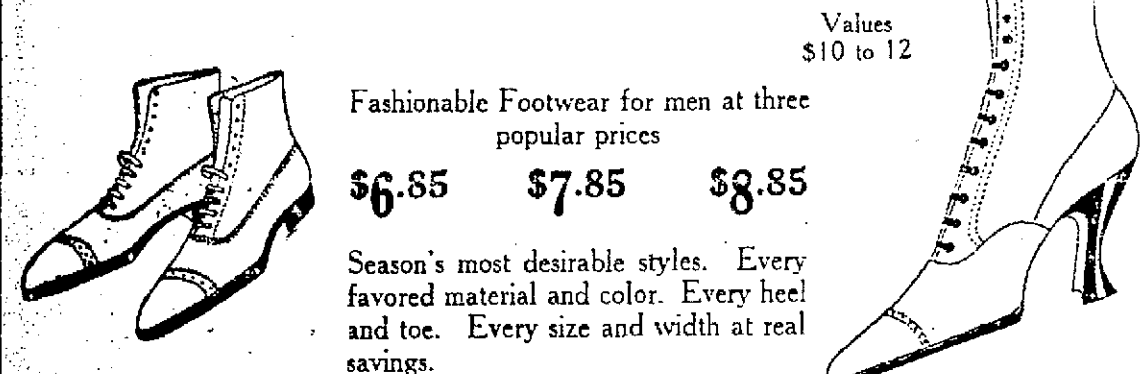 Values
$10 to 12
Fashionable Footwear for men at three
popular prices
$6.85 $7.85 $8.85
Season's most desirable styles. Every
favored material and color. Every heel
and toe. Every size and width at real
savings.